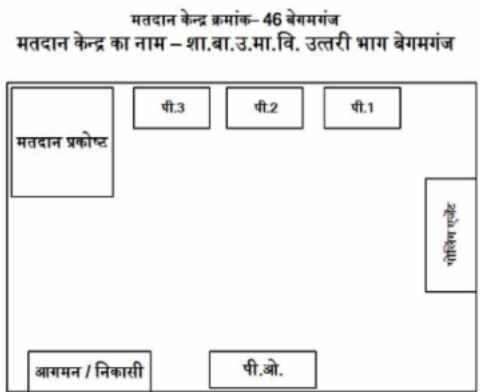 मतदान केन्द्र क्रमांक– 46 बेगमगंज
मतदान केन्द्र का नाम – शा.बा.उ.मा.वि. उत्तरी भाग बेगमगंज
पी.3
पी.2
पी.1
मतदान प्रकोष्ट
पोलिंग एजेंट
आगमन / निकासी
पी.ओ.